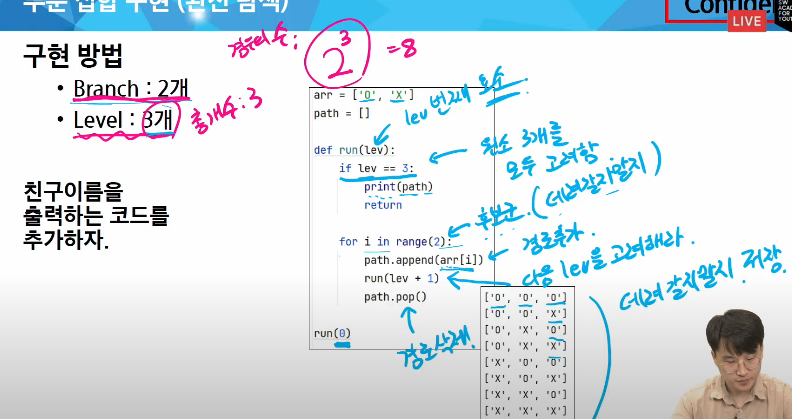 부분 집합 구현 (완전 탐색)
Confide
LIVE
SW ACADEMY FOR YOUTH
구현 방법
경우의 수: 2³ = 8
• Branch : 2개
• Level : 3개 총 개수: 3
친구이름을
출력하는 코드를
추가하자.
arr = ['O', 'X']
path = []
lev 번째 요소
def run(lev):
if lev == 3:
print(path)
return
원소 3개를
모두 고려함
for i in range(2):
path.append(arr[i])
run(lev + 1)
path.pop()
후보군. (데려갈지말지)
경로추가.
다음 lev을 고려해라.
경로삭제.
run(0)
['O', 'O', 'O']
['O', 'O', 'X']
['O', 'X', 'O']
['O', 'X', 'X']
['X', 'O', 'O']
['X', 'O', 'X']
['X', 'X', 'O']
['X', 'X', 'X']
데려 갈지말지 저장.